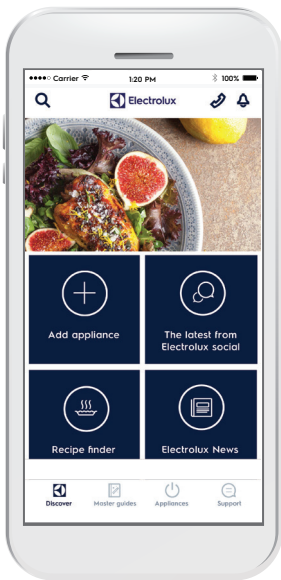 Carrier 1:20 PM 100%
Electrolux
Add appliance
The latest from
Electrolux social
Recipe finder
Electrolux News
Discover Master guides Appliances Support